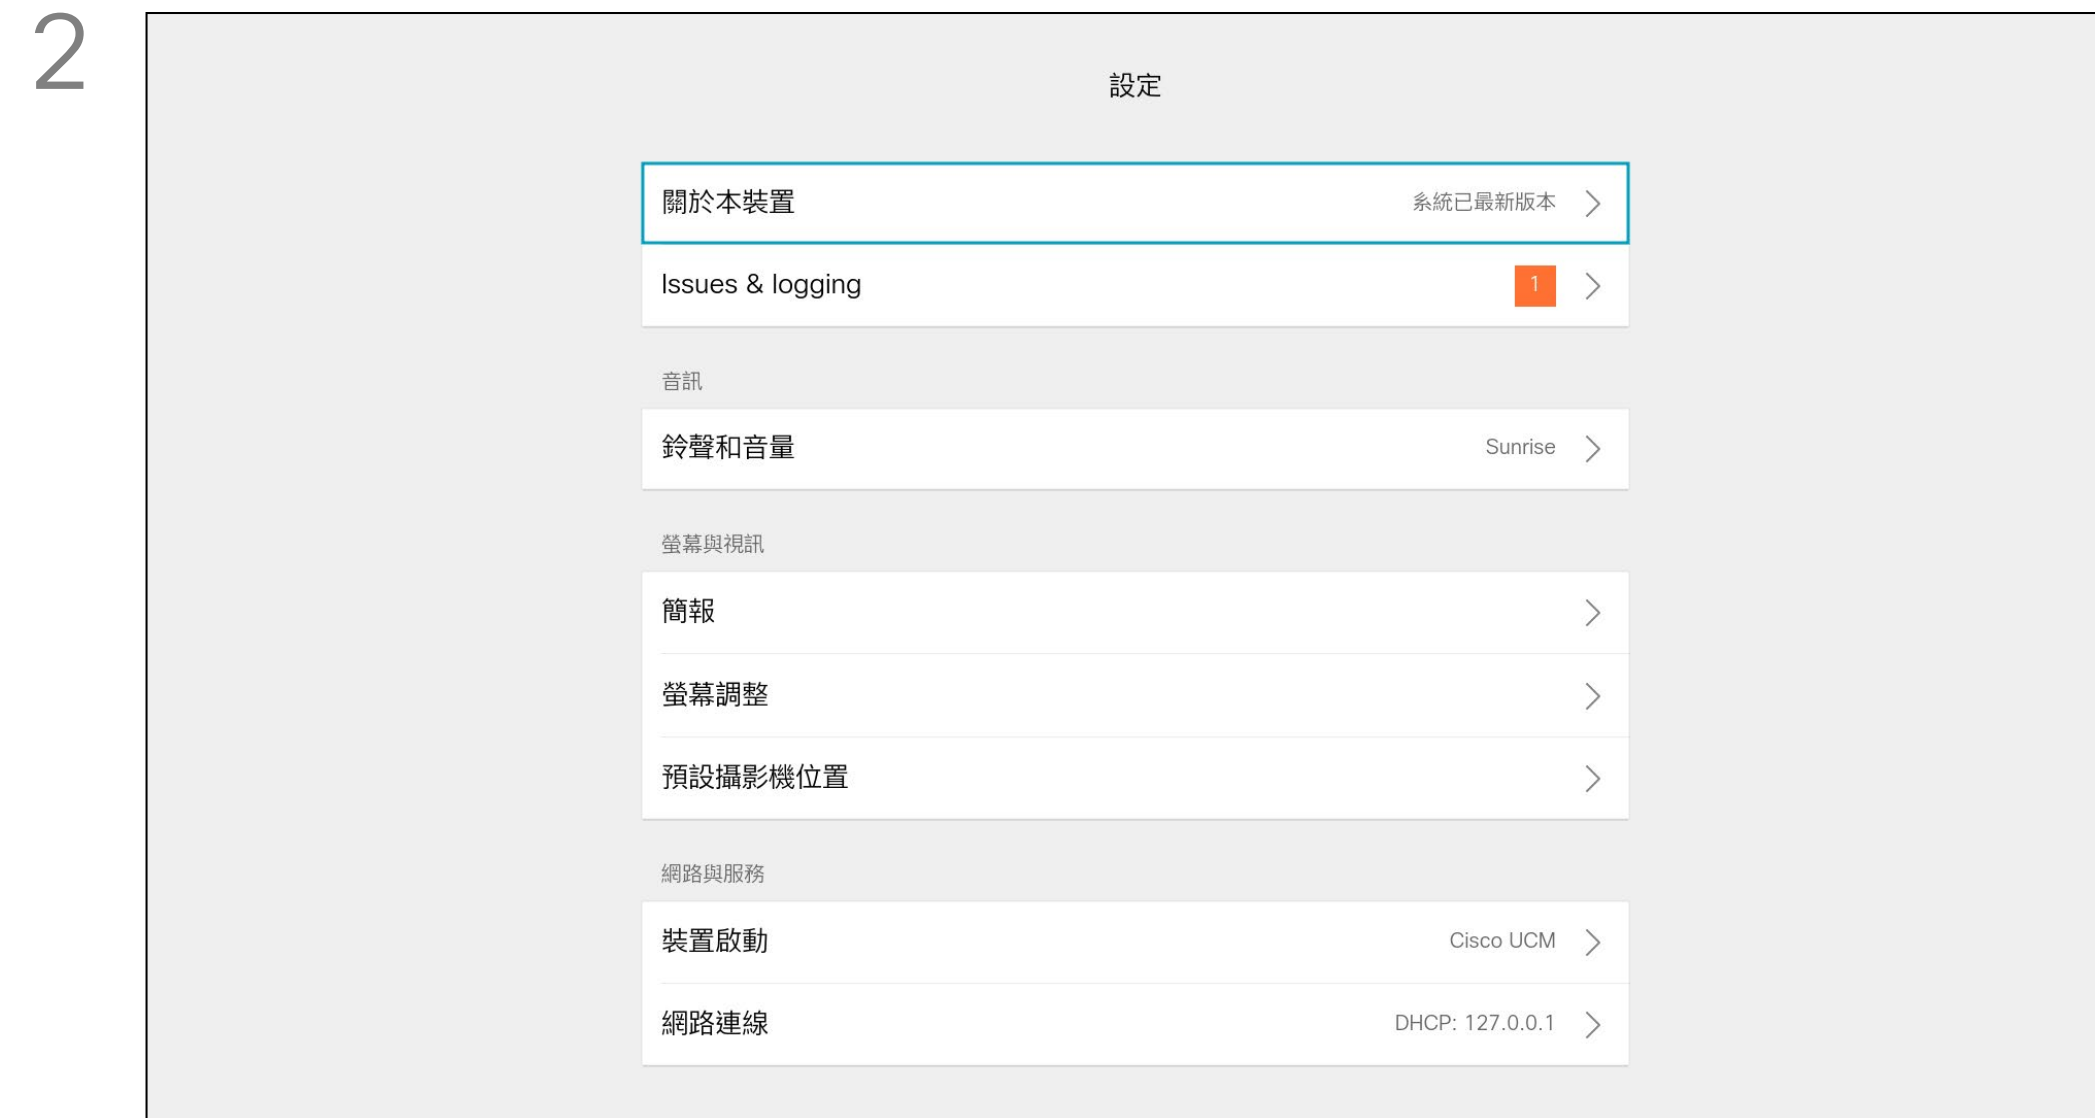 2
設定
關於本裝置 系統已最新版本
Issues & logging 1
音訊
鈴聲和音量 Sunrise
螢幕與視訊
簡報
螢幕調整
預設攝影機位置
網路與服務
裝置啟動 Cisco UCM
網路連線 DHCP: 127.0.0.1